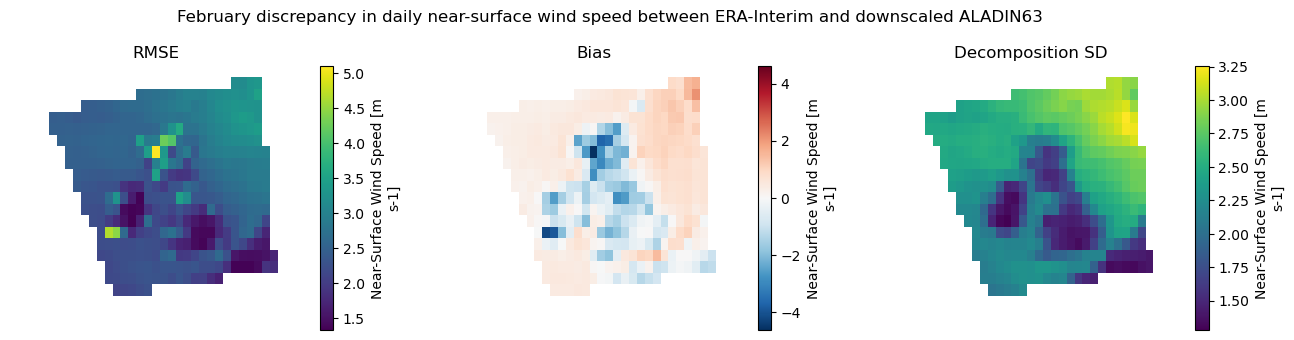 February discrepancy in daily near-surface wind speed between ERA-Interim and downscaled ALADIN63
RMSE
5.0
4.5
4.0
3.5
3.0
2.5
2.0
1.5
Near-Surface Wind Speed [m
s-1]
Bias
4
2
0
−2
−4
Near-Surface Wind Speed [m
s-1]
Decomposition SD
3.25
3.00
2.75
2.50
2.25
2.00
1.75
1.50
Near-Surface Wind Speed [m
s-1]